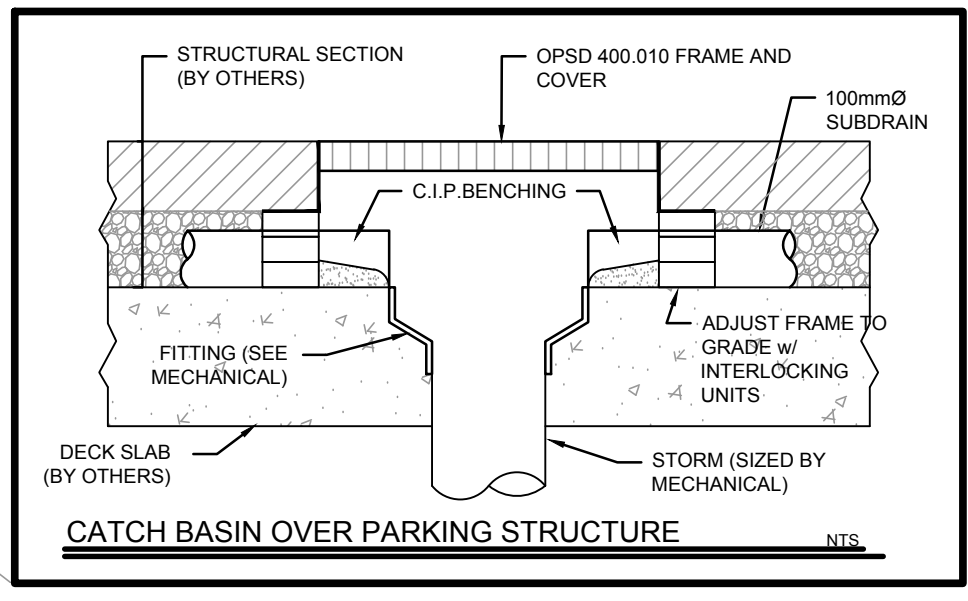 STRUCTURAL SECTION
(BY OTHERS)
OPSD 400.010 FRAME AND
COVER
100mmØ
SUBDRAIN
C.I.P.BENCHING
FITTING (SEE
MECHANICAL)
ADJUST FRAME TO
GRADE w/
INTERLOCKING
UNITS
DECK SLAB
(BY OTHERS)
STORM (SIZED BY
MECHANICAL)
CATCH BASIN OVER PARKING STRUCTURE
NTS